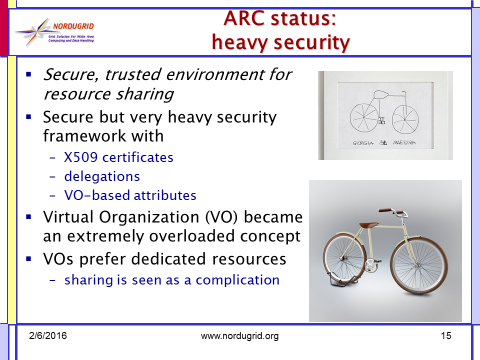 NORDUGRID
Grid Solution for Wide Area
Computing and Data Handling
ARC status:
heavy security
▪ Secure, trusted environment for
resource sharing
▪ Secure but very heavy security
framework with
– X509 certificates
– delegations
– VO-based attributes
▪ Virtual Organization (VO) became
an extremely overloaded concept
▪ VOs prefer dedicated resources
– sharing is seen as a complication
2/6/2016
www.nordugrid.org
15